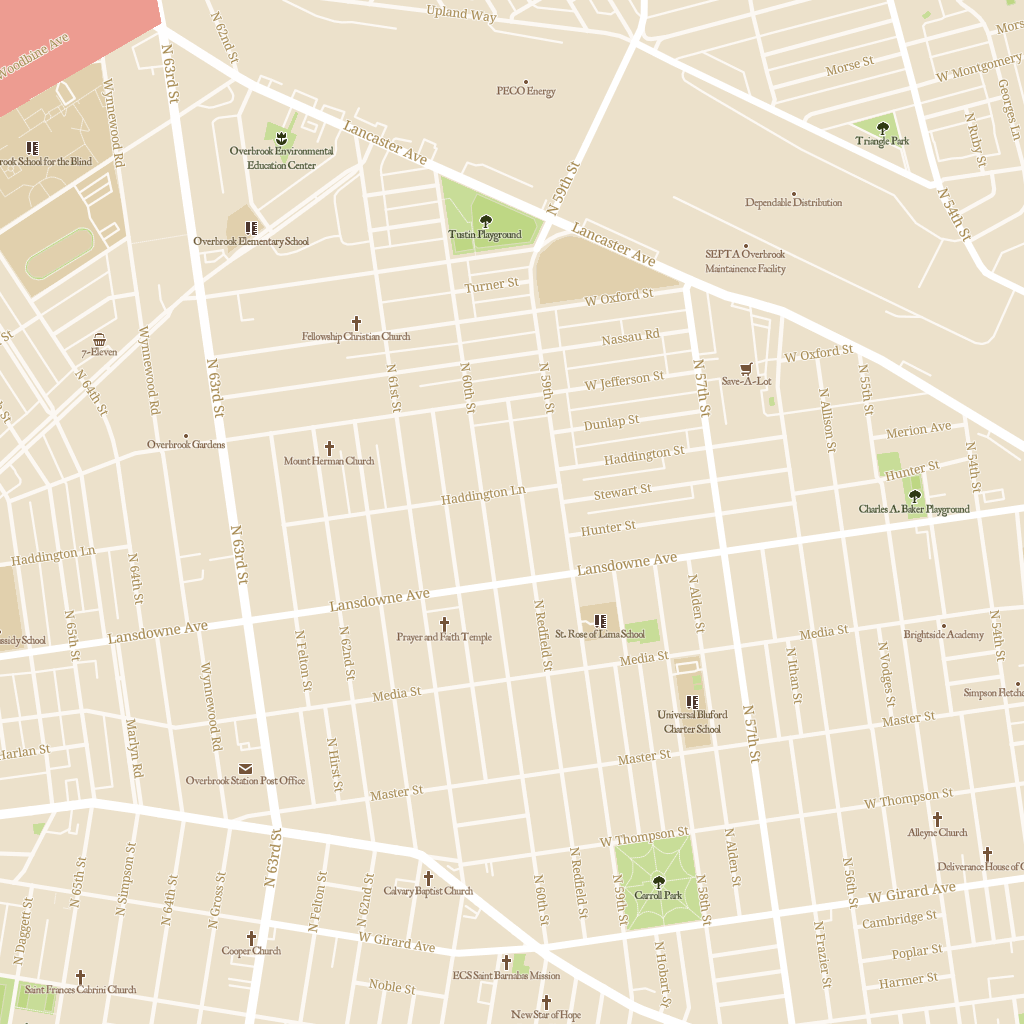 Upland Way
N 62nd St
Woodbine Ave
N 63rd St
Wynnewood Rd
PECO Energy
Morse St
W Montgomery
Georges Ln
N Ruby St
Triangle Park
Lancaster Ave
Overbrook Environmental
Education Center
rook School for the Blind
N 59th St
Dependable Distribution
N 54th St
Overbrook Elementary School
Tustin Playground
Lancaster Ave
SEPTA Overbrook
Maintainence Facility
Turner St
W Oxford St
Fellowship Christian Church
Nassau Rd
7-Eleven
Wynnewood Rd
N 64th St
N 63rd St
N 61st St
N 60th St
N 59th St
W Jefferson St
N 57th St
Save-A-Lot
W Oxford St
N 55th St
N Allison St
Dunlap St
Merion Ave
Overbrook Gardens
Mount Herman Church
Haddington St
N 54th St
Hunter St
Haddington Ln
Stewart St
Charles A. Baker Playground
Hunter St
Haddington Ln
N 64th St
N 63rd St
Lansdowne Ave
Lansdowne Ave
N Alden St
N 65th St
Lansdowne Ave
N Felton St
N 62nd St
Prayer and Faith Temple
N Redfield St
St. Rose of Lima School
Media St
Brightside Academy
N 54th St
assidy School
Wynnewood Rd
Media St
Media St
N Ithan St
N Vodges St
Simpson Fletcha
Universal Bluford
Charter School
Master St
N 57th St
Marlyn Rd
Harlan St
N Hirst St
Master St
Overbrook Station Post Office
Master St
W Thompson St
Alleyne Church
W Thompson St
N 63rd St
N 65th St
N Simpson St
N 64th St
N Gross St
N Felton St
N 62nd St
Calvary Baptist Church
N 60th St
N Redfield St
N 59th St
Carroll Park
N 58th St
N Alden St
N 56th St
Deliverance House of G
W Girard Ave
Cambridge St
N Daggett St
Cooper Church
W Girard Ave
N Hobart St
N Frazier St
Poplar St
Harmer St
Saint Frances Cabrini Church
ECS Saint Barnabas Mission
Noble St
New Star of Hope